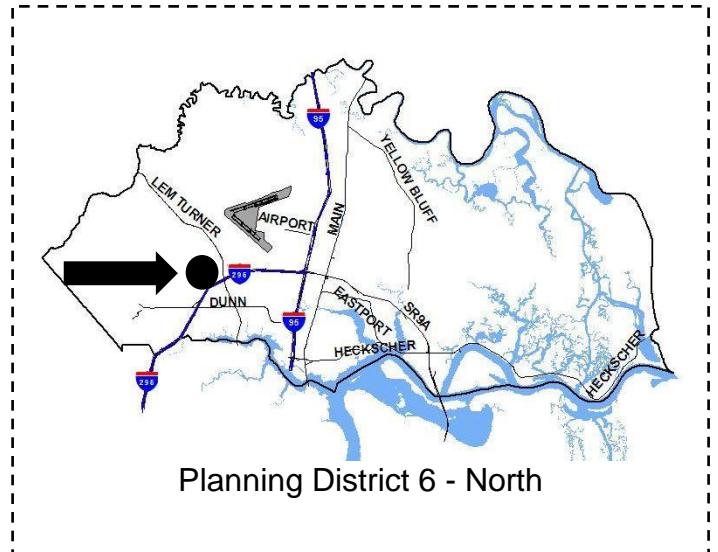 95
YELLOW BLUFF
LEM TURNER
AIRPORT
MAIN
295
DUNN
EASTPORT
SR9A
95
HECKSCHER
HECKSCHER
295
Planning District 6 - North